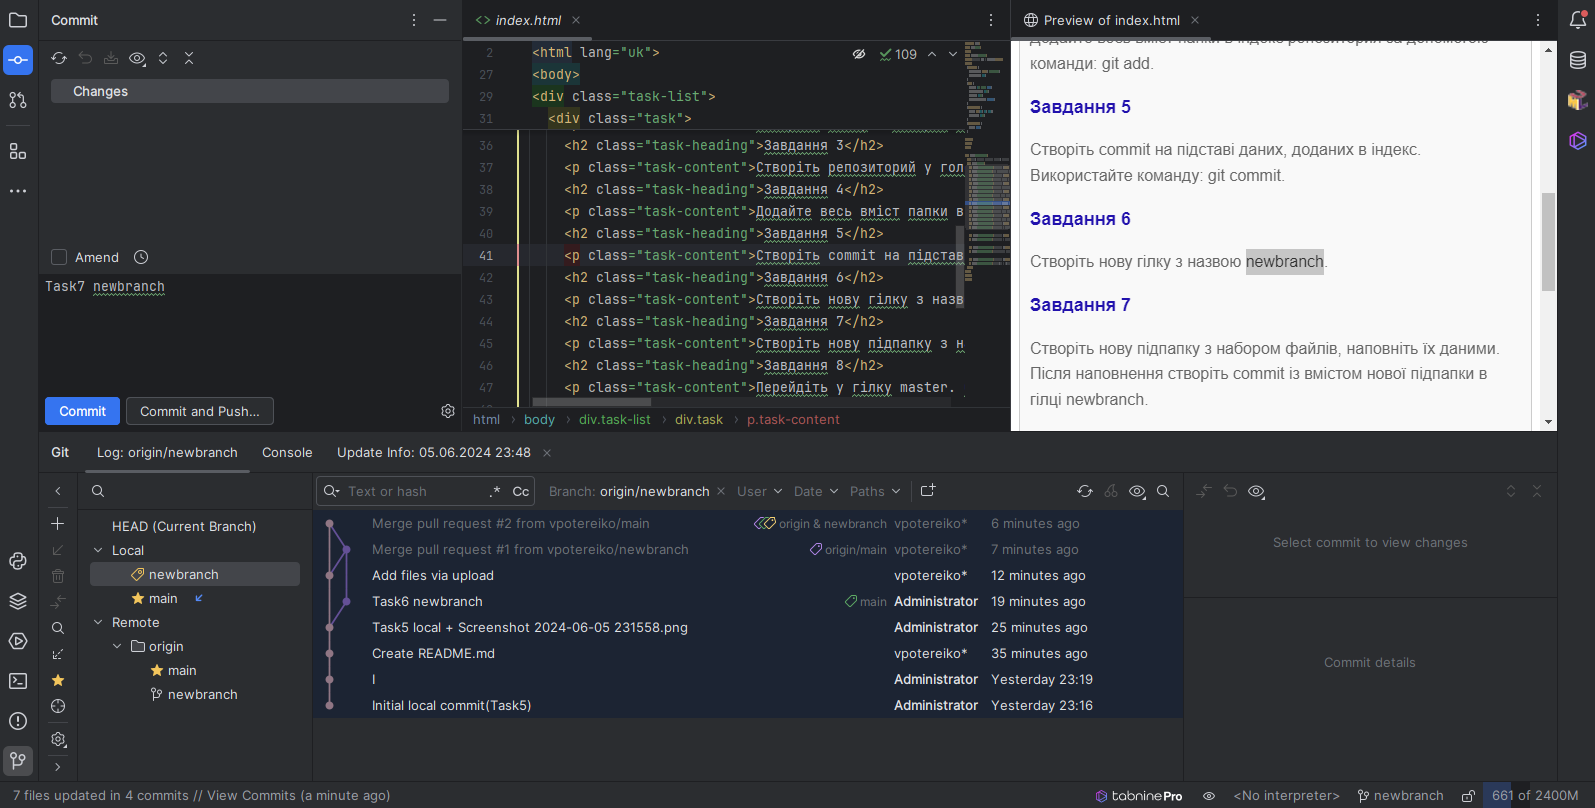 Commit
Changes
Amend
Task7 newbranch
Commit
Commit and Push...
index.html
109
2 <html lang="uk">
27 <body>
29 <div class="task-list">
31 <div class="task">
36 <h2 class="task-heading">Завдання 3</h2>
37 <p class="task-content">Створіть репозиторий у гол
38 <h2 class="task-heading">Завдання 4</h2>
39 <p class="task-content">Додайте весь вміст папки в
40 <h2 class="task-heading">Завдання 5</h2>
41 <p class="task-content">Створіть commit на підстав
42 <h2 class="task-heading">Завдання 6</h2>
43 <p class="task-content">Створіть нову гілку з назв
44 <h2 class="task-heading">Завдання 7</h2>
45 <p class="task-content">Створіть нову підпапку з н
46 <h2 class="task-heading">Завдання 8</h2>
47 <p class="task-content">Перейдіть у гілку master.
html body div.task-list div.task p.task-content
Preview of index.html
команди: git add.
Завдання 5
Створіть commit на підставі даних, доданих в індекс.
Використайте команду: git commit.
Завдання 6
Створіть нову гілку з назвою newbranch.
Завдання 7
Створіть нову підпапку з набором файлів, наповніть їх даними.
Після наповнення створіть commit із вмістом нової підпапки в
гілці newbranch.
Git Log: origin/newbranch Console Update Info: 05.06.2024 23:48
HEAD (Current Branch)
Local
newbranch
main
Remote
origin
main
newbranch
Text or hash .* Cc Branch: origin/newbranch User Date Paths
Merge pull request #2 from vpotereiko/main origin & newbranch vpotereiko* 6 minutes ago
Merge pull request #1 from vpotereiko/newbranch origin/main vpotereiko* 7 minutes ago
Add files via upload vpotereiko* 12 minutes ago
Task6 newbranch main Administrator 19 minutes ago
Task5 local + Screenshot 2024-06-05 231558.png Administrator 25 minutes ago
Create README.md vpotereiko* 35 minutes ago
I Administrator Yesterday 23:19
Initial local commit(Task5) Administrator Yesterday 23:16
Select commit to view changes
Commit details
7 files updated in 4 commits // View Commits (a minute ago)
tabnine Pro <No interpreter> newbranch 661 of 2400M